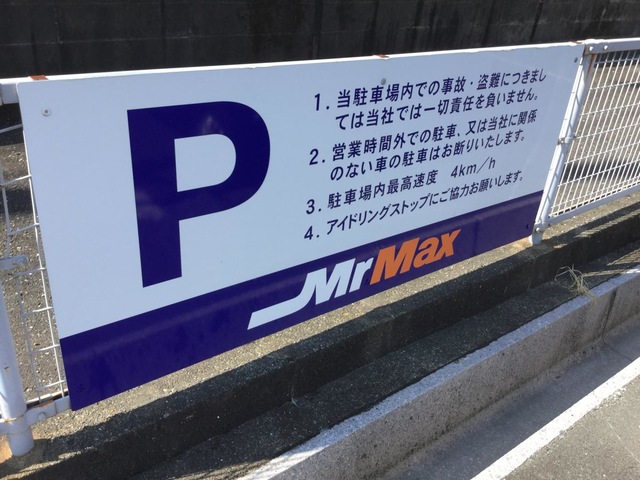 P
1. 当駐車場内での事故・盗難につきまし
ては当社では一切責任を負いません。
2. 営業時間外での駐車、又は当社に関係
のない車の駐車はお断りいたします。
3. 駐車場内最高速度 4km/h
4. アイドリングストップにご協力お願いします。
MrMax